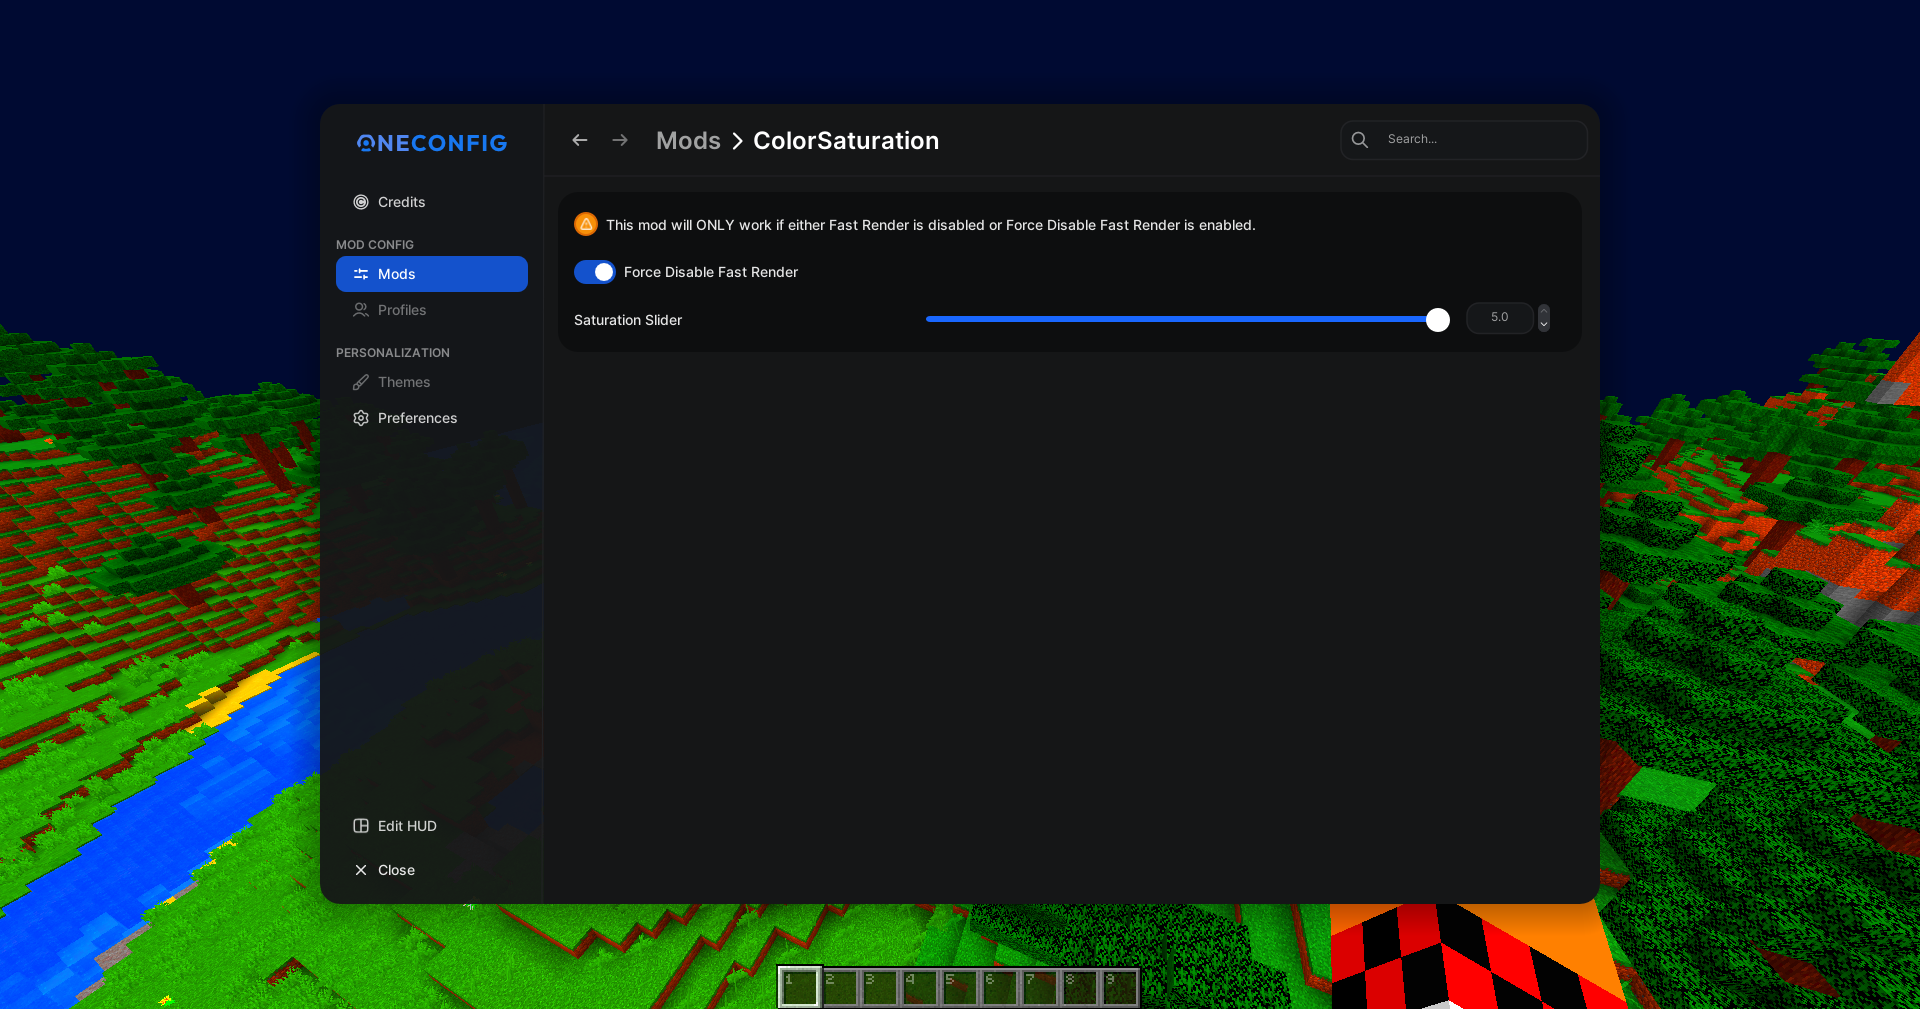 ONECONFIG
Mods > ColorSaturation
Search...
Credits
MOD CONFIG
Mods
Profiles
PERSONALIZATION
Themes
Preferences
Edit HUD
Close
This mod will ONLY work if either Fast Render is disabled or Force Disable Fast Render is enabled.
Force Disable Fast Render
Saturation Slider
5.0
1 2 3 4 5 6 7 8 9